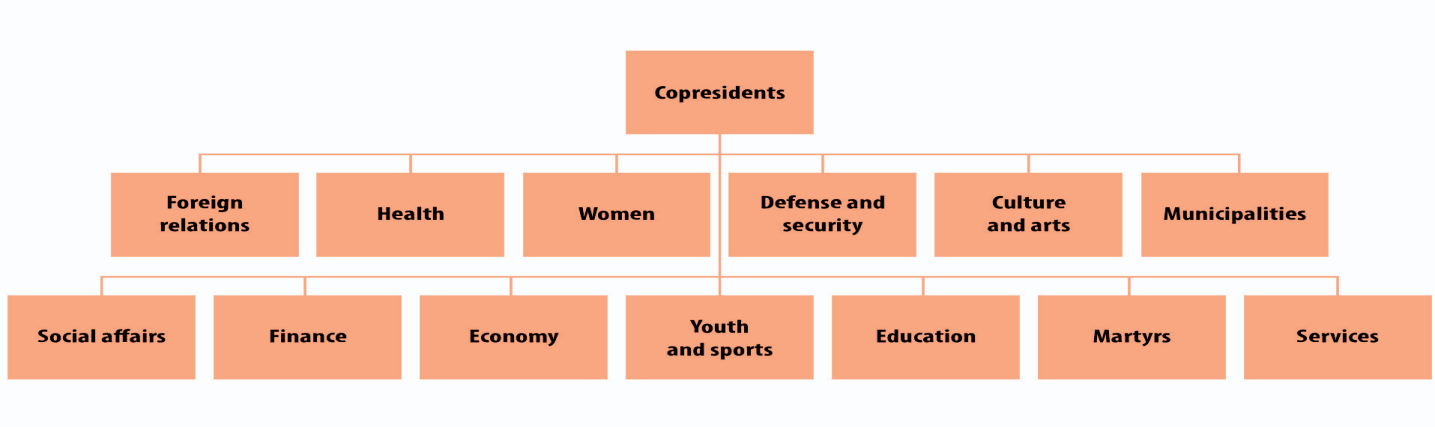 Copresidents
Foreign
relations
Health
Women
Defense and
security
Culture
and arts
Municipalities
Social affairs
Finance
Economy
Youth
and sports
Education
Martyrs
Services